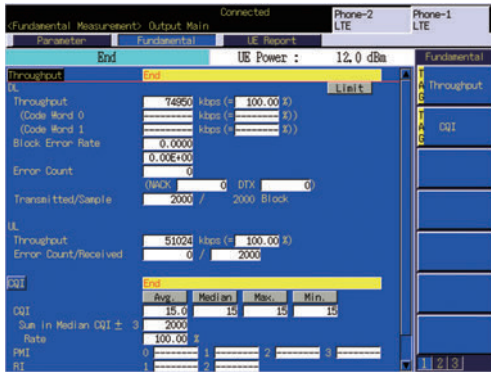 Connected
<Fundamental Measurement> Output Main
Phone-2 LTE
Phone-1 LTE
Parameter Fundamental UE Report
End UE Power : 12.0 dBm Fundamental
Throughput End
DL Limit
Throughput 74950 kbps (= 100.00 %)
(Code Word 0 -------- kbps (= ------ %))
(Code Word 1 -------- kbps (= ------ %))
Block Error Rate 0.0000
0.00E+00
Error Count 0
(NACK 0 DTX 0)
Transmitted/Sample 2000 / 2000 Block
UL
Throughput 51024 kbps (= 100.00 %)
Error Count/Received 0 / 2000
CQI End
Avg. Median Max. Min.
CQI 15.0 15 15 15
Sum in Median CQI ± 3 2000
Rate 100.00 %
PMI 0 -------- 1 -------- 2 -------- 3 --------
RI 1 -------- 2 --------
TAG Throughput
TAG CQI
1 2 3